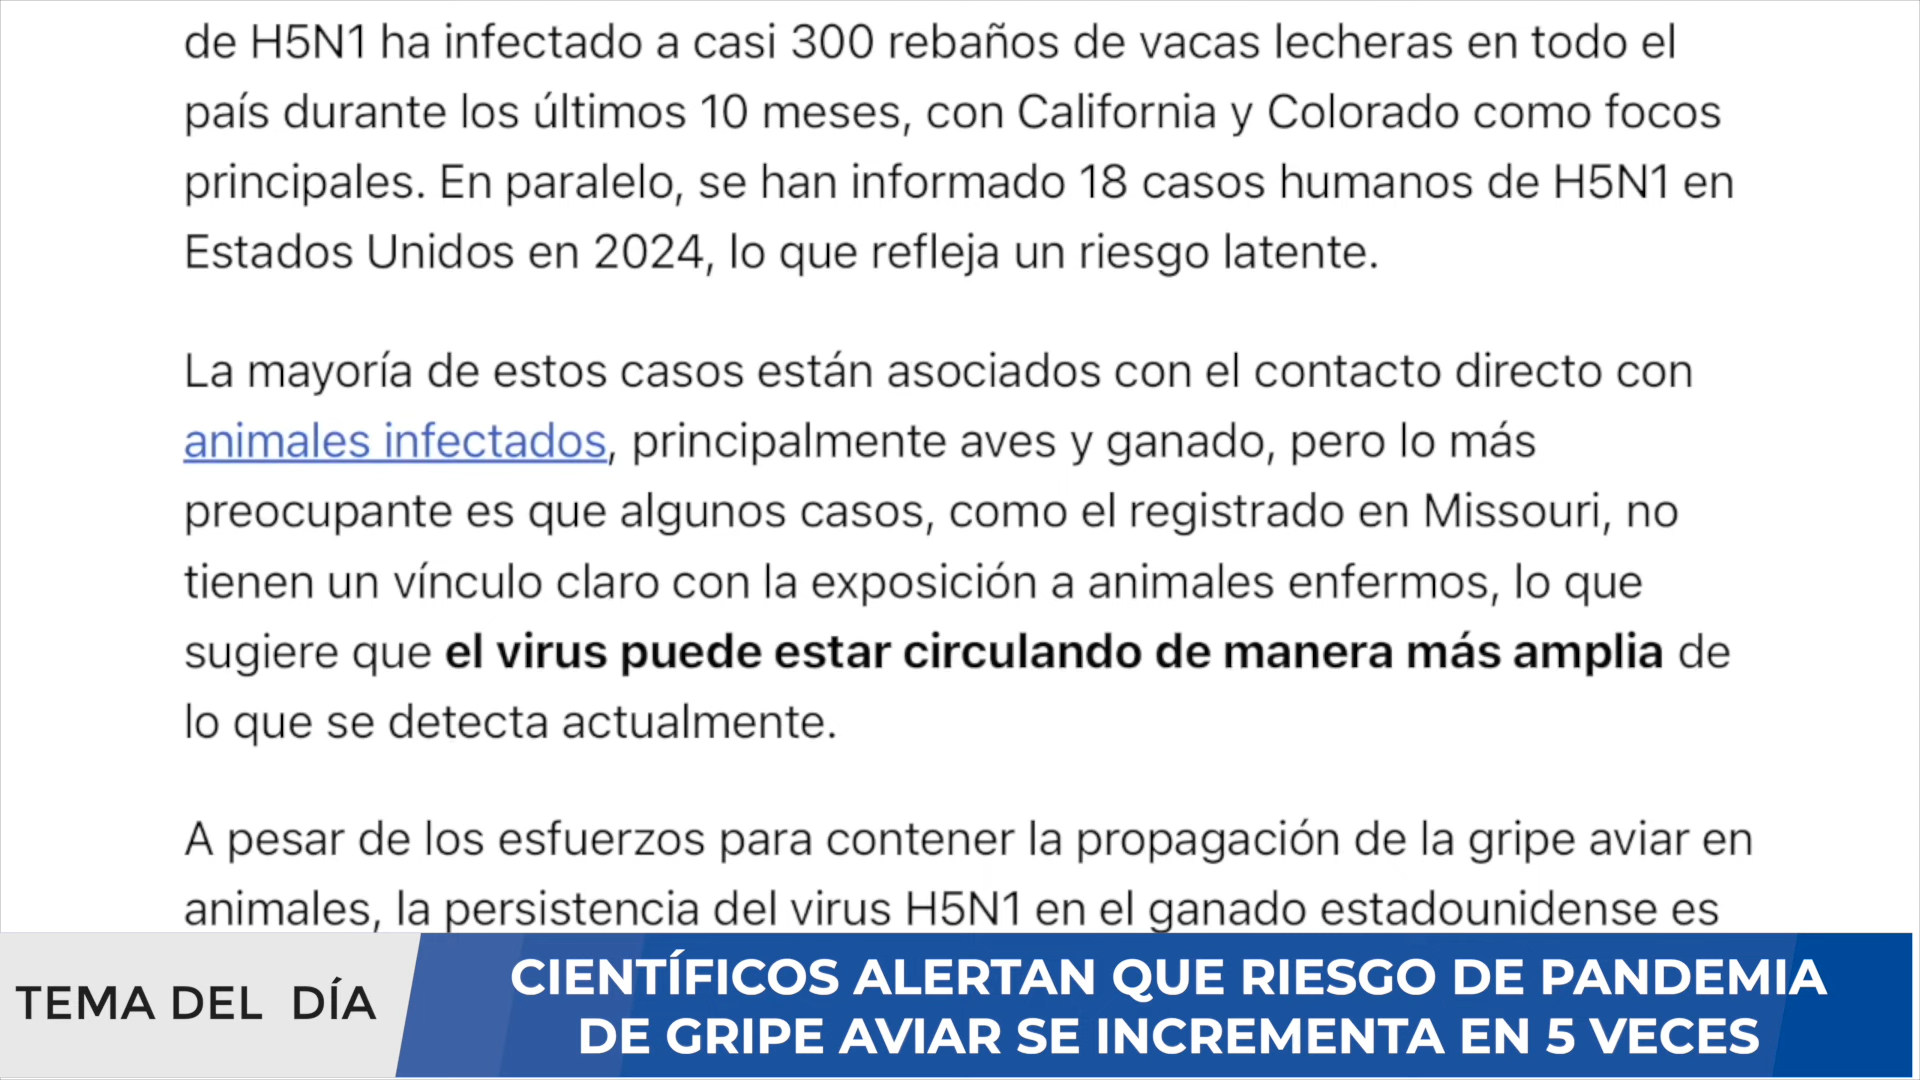 de H5N1 ha infectado a casi 300 rebaños de vacas lecheras en todo el
país durante los últimos 10 meses, con California y Colorado como focos
principales. En paralelo, se han informado 18 casos humanos de H5N1 en
Estados Unidos en 2024, lo que refleja un riesgo latente.
La mayoría de estos casos están asociados con el contacto directo con
animales infectados, principalmente aves y ganado, pero lo más
preocupante es que algunos casos, como el registrado en Missouri, no
tienen un vínculo claro con la exposición a animales enfermos, lo que
sugiere que el virus puede estar circulando de manera más amplia de
lo que se detecta actualmente.
A pesar de los esfuerzos para contener la propagación de la gripe aviar en
animales, la persistencia del virus H5N1 en el ganado estadounidense es
TEMA DEL DÍA
CIENTÍFICOS ALERTAN QUE RIESGO DE PANDEMIA
DE GRIPE AVIAR SE INCREMENTA EN 5 VECES